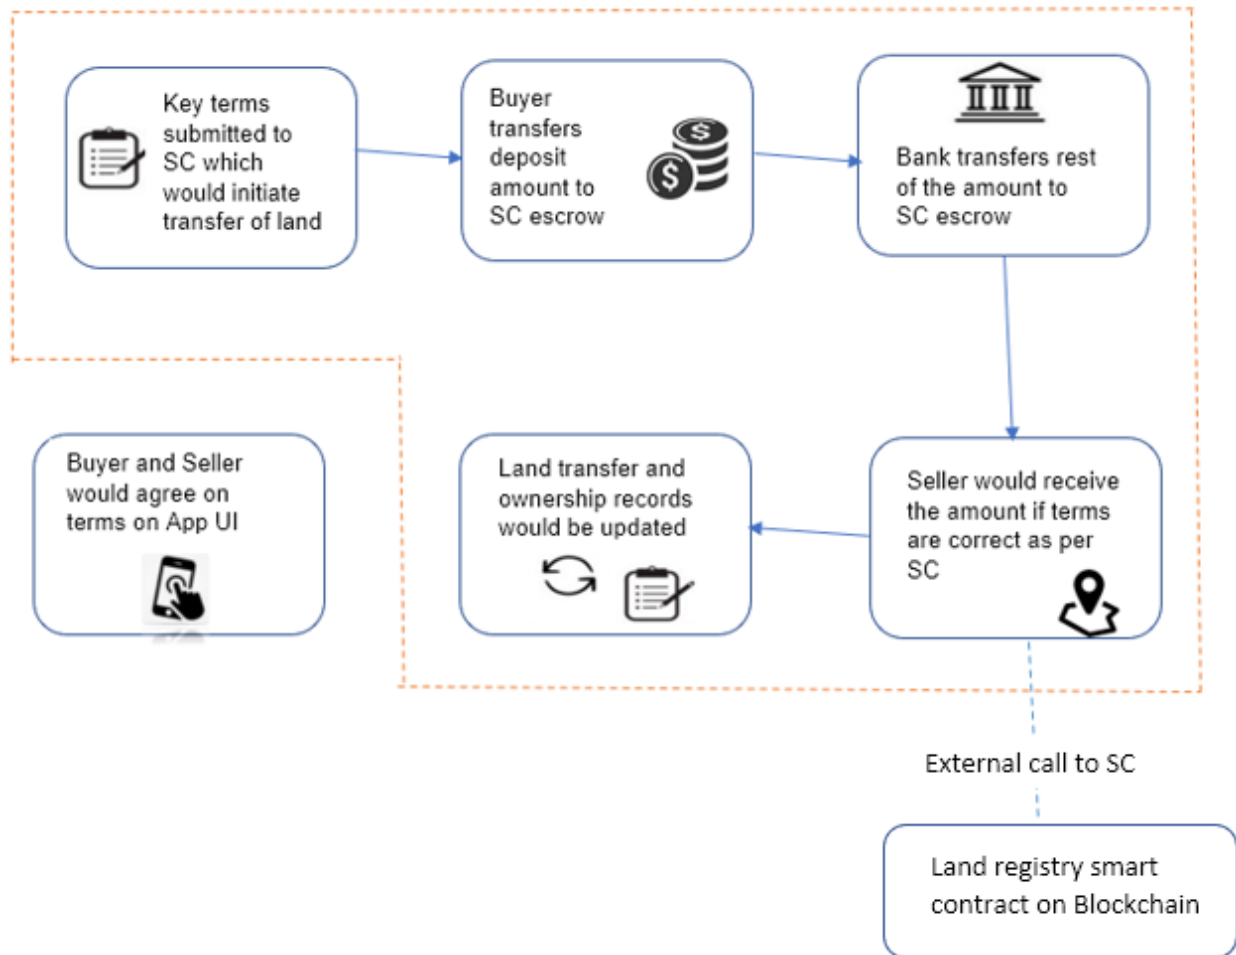 Key terms
submitted to
SC which
would initiate
transfer of land
Buyer
transfers
deposit
amount to
SC escrow
$
$
Bank transfers rest
of the amount to
SC escrow
Buyer and Seller
would agree on
terms on App UI
Land transfer and
ownership records
would be updated
Seller would receive
the amount if terms
are correct as per
SC
External call to SC
Land registry smart
contract on Blockchain